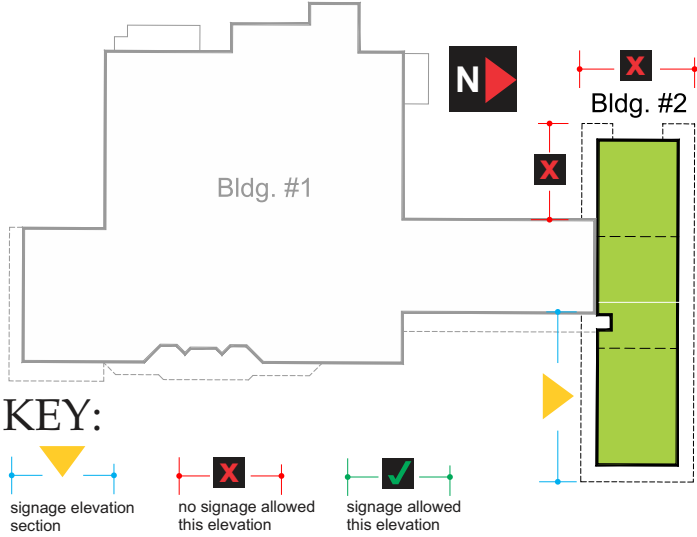 N
X
Bldg. #2
X
Bldg. #1
KEY:
X
signage elevation
section
no signage allowed
this elevation
signage allowed
this elevation